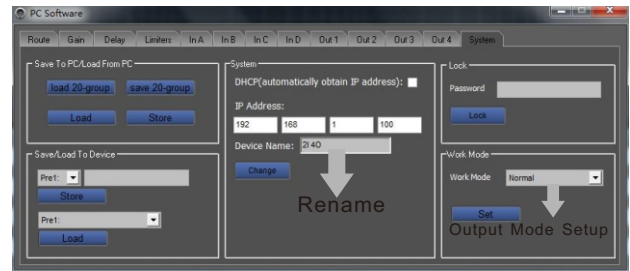 PC Software
Route Gain Delay Limiters In A In B In C In D Out 1 Out 2 Out 3 Out 4 System
Save To PC/Load From PC
load 20-group save 20-group
Load Store
Save/Load To Device
Pre1:
Store
Pre1:
Load
System
DHCP(automatically obtain IP address):
IP Address:
192 168 1 100
Device Name: 2I4O
Change
Rename
Lock
Password
Lock
Work Mode
Work Mode Normal
Set
Output Mode Setup